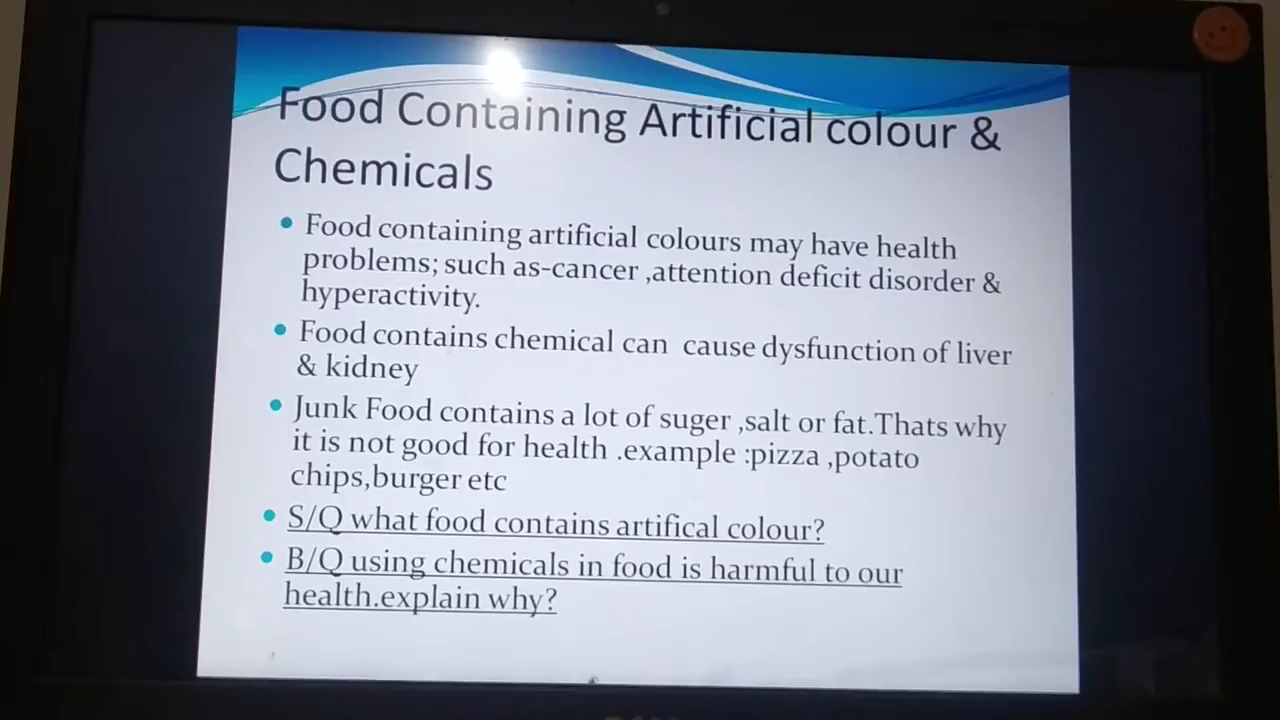 Food Containing Artificial colour &
Chemicals
• Food containing artificial colours may have health
problems; such as-cancer ,attention deficit disorder &
hyperactivity.
• Food contains chemical can cause dysfunction of liver
& kidney
• Junk Food contains a lot of suger ,salt or fat.Thats why
it is not good for health .example :pizza ,potato
chips,burger etc
• S/Q what food contains artifical colour?
• B/Q using chemicals in food is harmful to our
health.explain why?